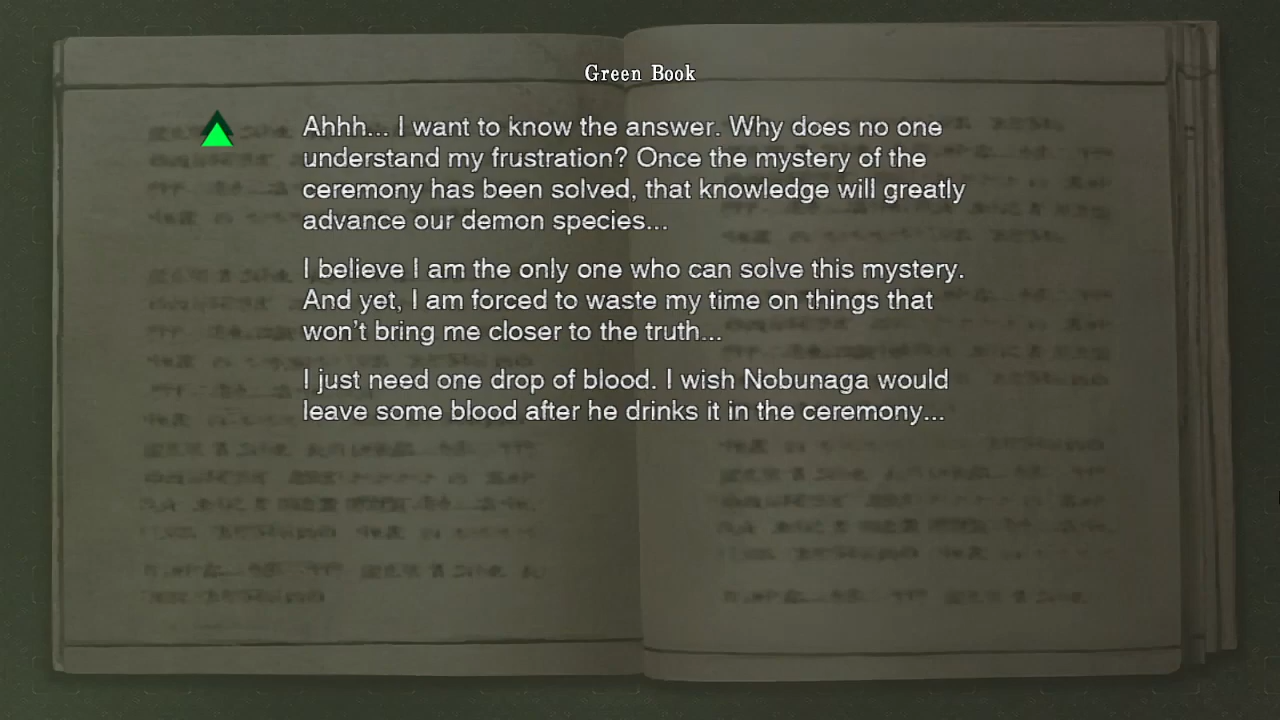 Green Book
Ahhh... I want to know the answer. Why does no one
understand my frustration? Once the mystery of the
ceremony has been solved, that knowledge will greatly
advance our demon species...
I believe I am the only one who can solve this mystery.
And yet, I am forced to waste my time on things that
won't bring me closer to the truth...
I just need one drop of blood. I wish Nobunaga would
leave some blood after he drinks it in the ceremony...